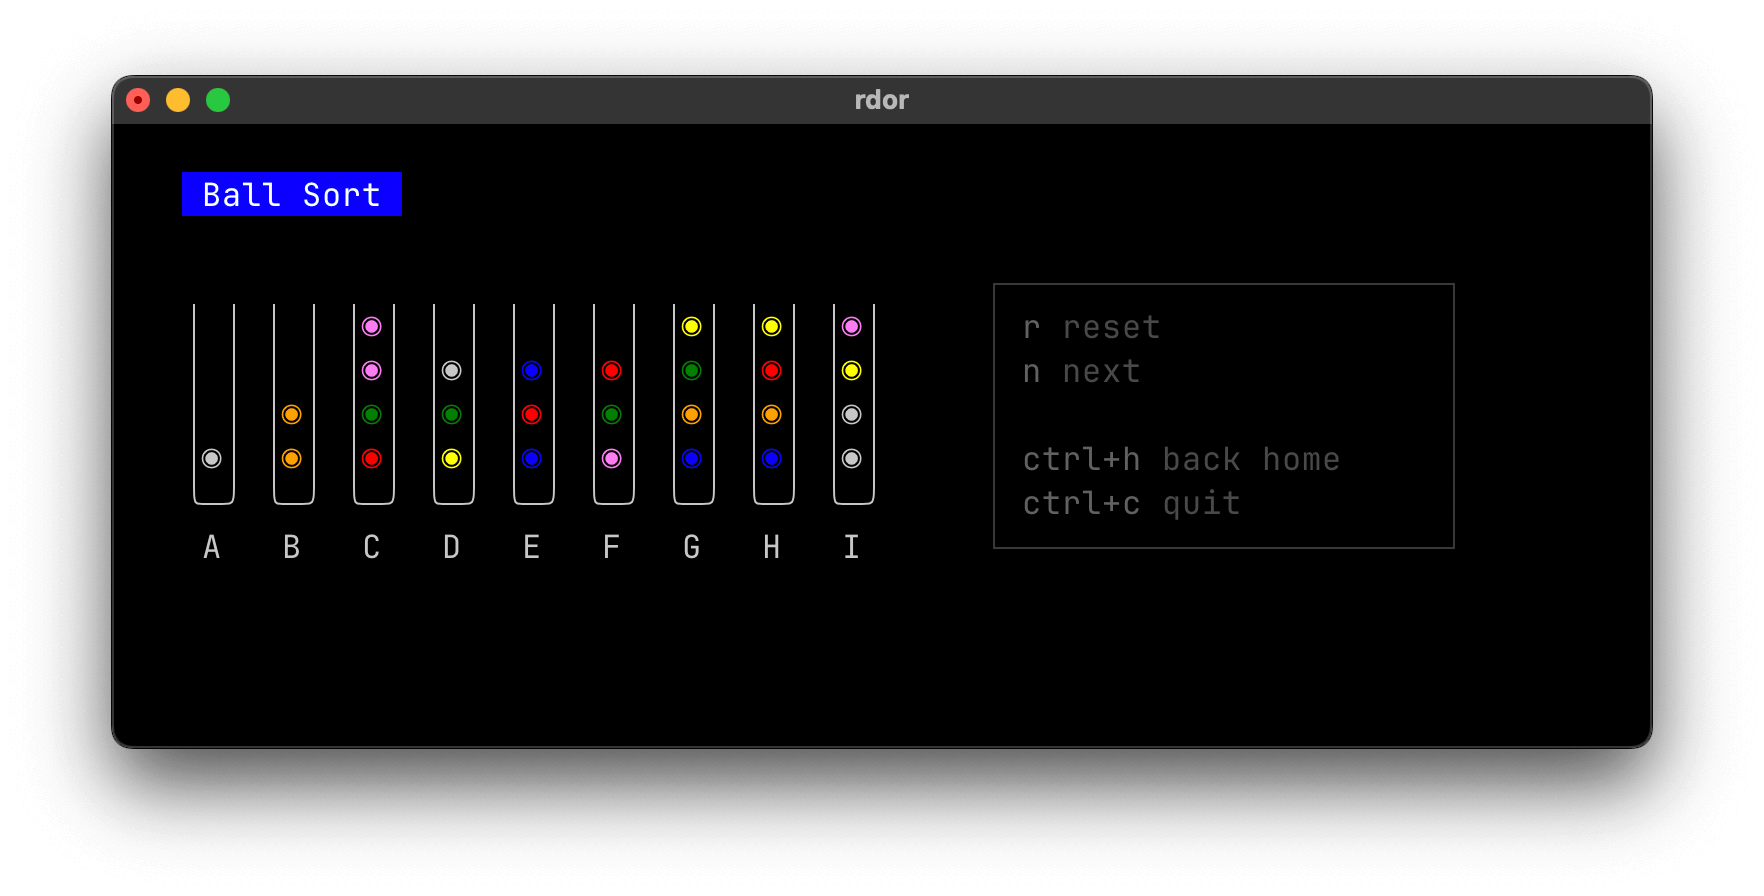 rdor
Ball Sort
r reset
n next
ctrl+h back home
ctrl+c quit
A B C D E F G H I